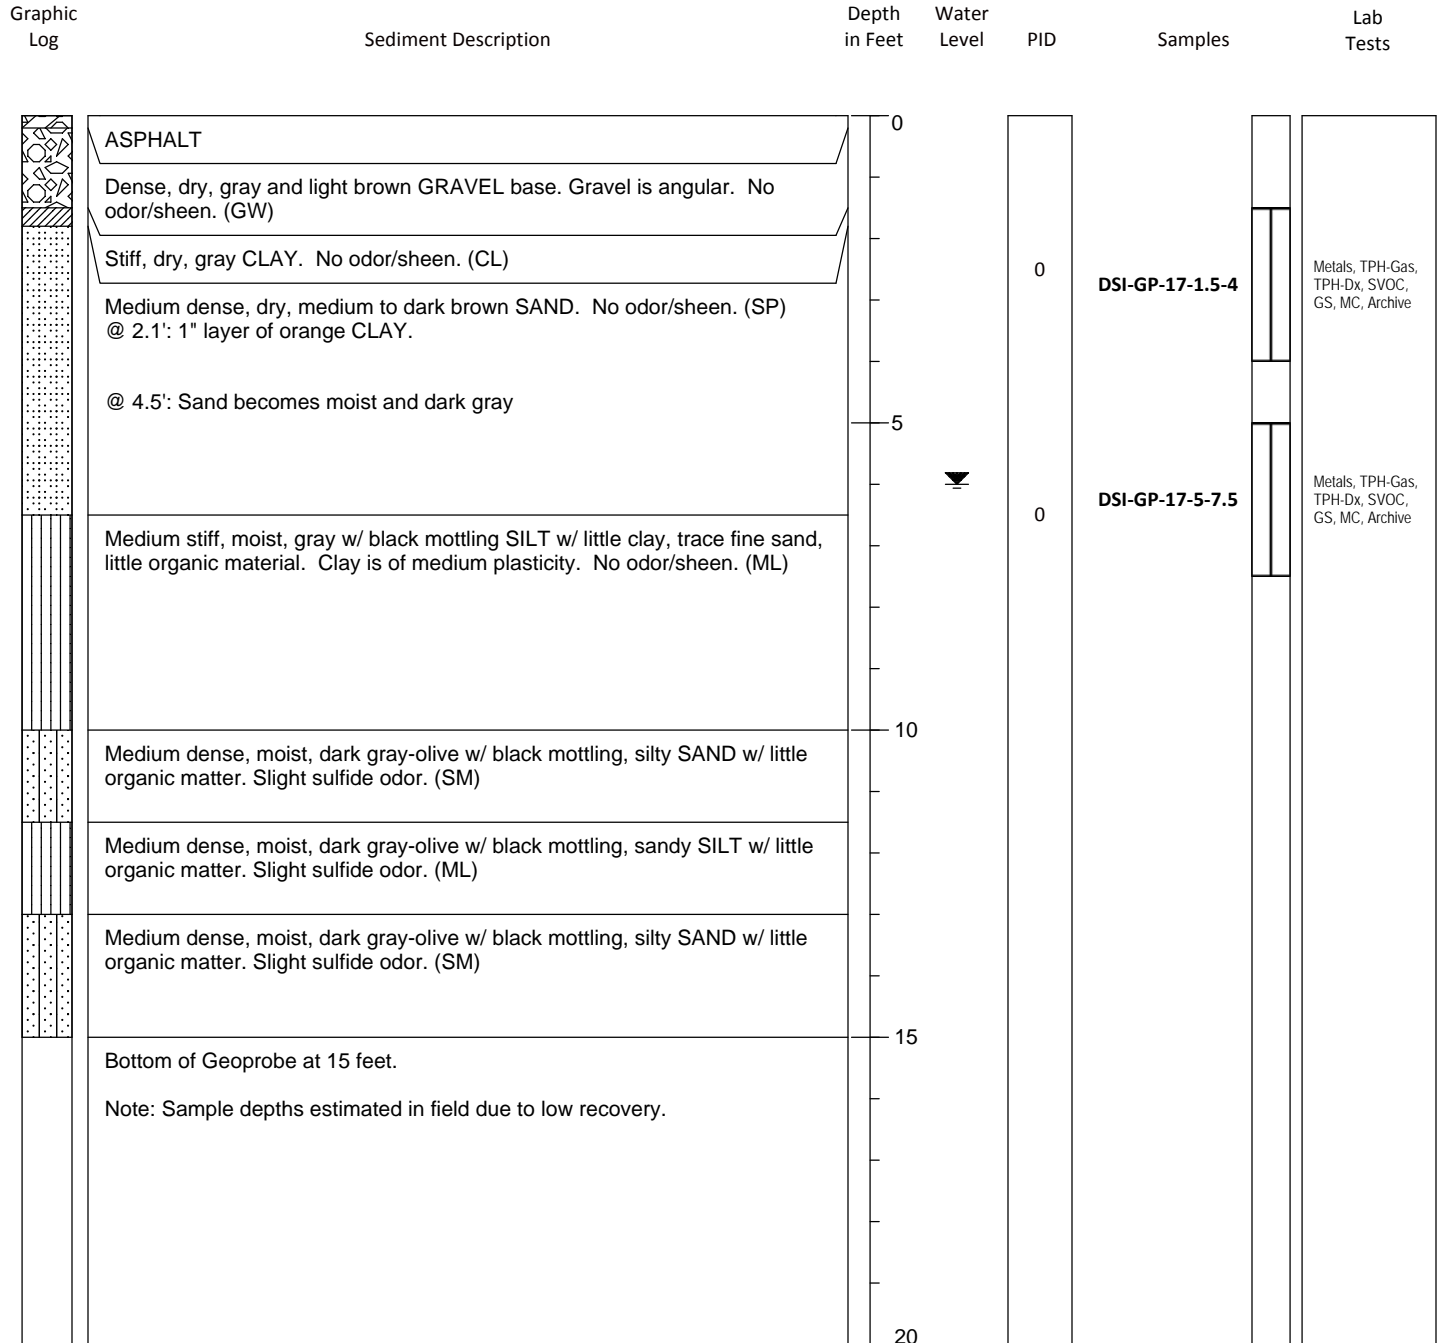 Graphic
Log
Sediment Description
Depth
in Feet
Water
Level
PID
Samples
Lab
Tests
0
ASPHALT
Dense, dry, gray and light brown GRAVEL base. Gravel is angular.  No
odor/sheen. (GW)
Stiff, dry, gray CLAY.  No odor/sheen. (CL)
0
DSI-GP-17-1.5-4
Metals, TPH-Gas,
TPH-Dx, SVOC,
GS, MC, Archive
Medium dense, dry, medium to dark brown SAND.  No odor/sheen. (SP)
@ 2.1': 1" layer of orange CLAY.
@ 4.5': Sand becomes moist and dark gray
5
0
DSI-GP-17-5-7.5
Metals, TPH-Gas,
TPH-Dx, SVOC,
GS, MC, Archive
Medium stiff, moist, gray w/ black mottling SILT w/ little clay, trace fine sand,
little organic material.  Clay is of medium plasticity.  No odor/sheen. (ML)
10
Medium dense, moist, dark gray-olive w/ black mottling, silty SAND w/ little
organic matter. Slight sulfide odor. (SM)
Medium dense, moist, dark gray-olive w/ black mottling, sandy SILT w/ little
organic matter. Slight sulfide odor. (ML)
Medium dense, moist, dark gray-olive w/ black mottling, silty SAND w/ little
organic matter. Slight sulfide odor. (SM)
15
Bottom of Geoprobe at 15 feet.
Note: Sample depths estimated in field due to low recovery.
20